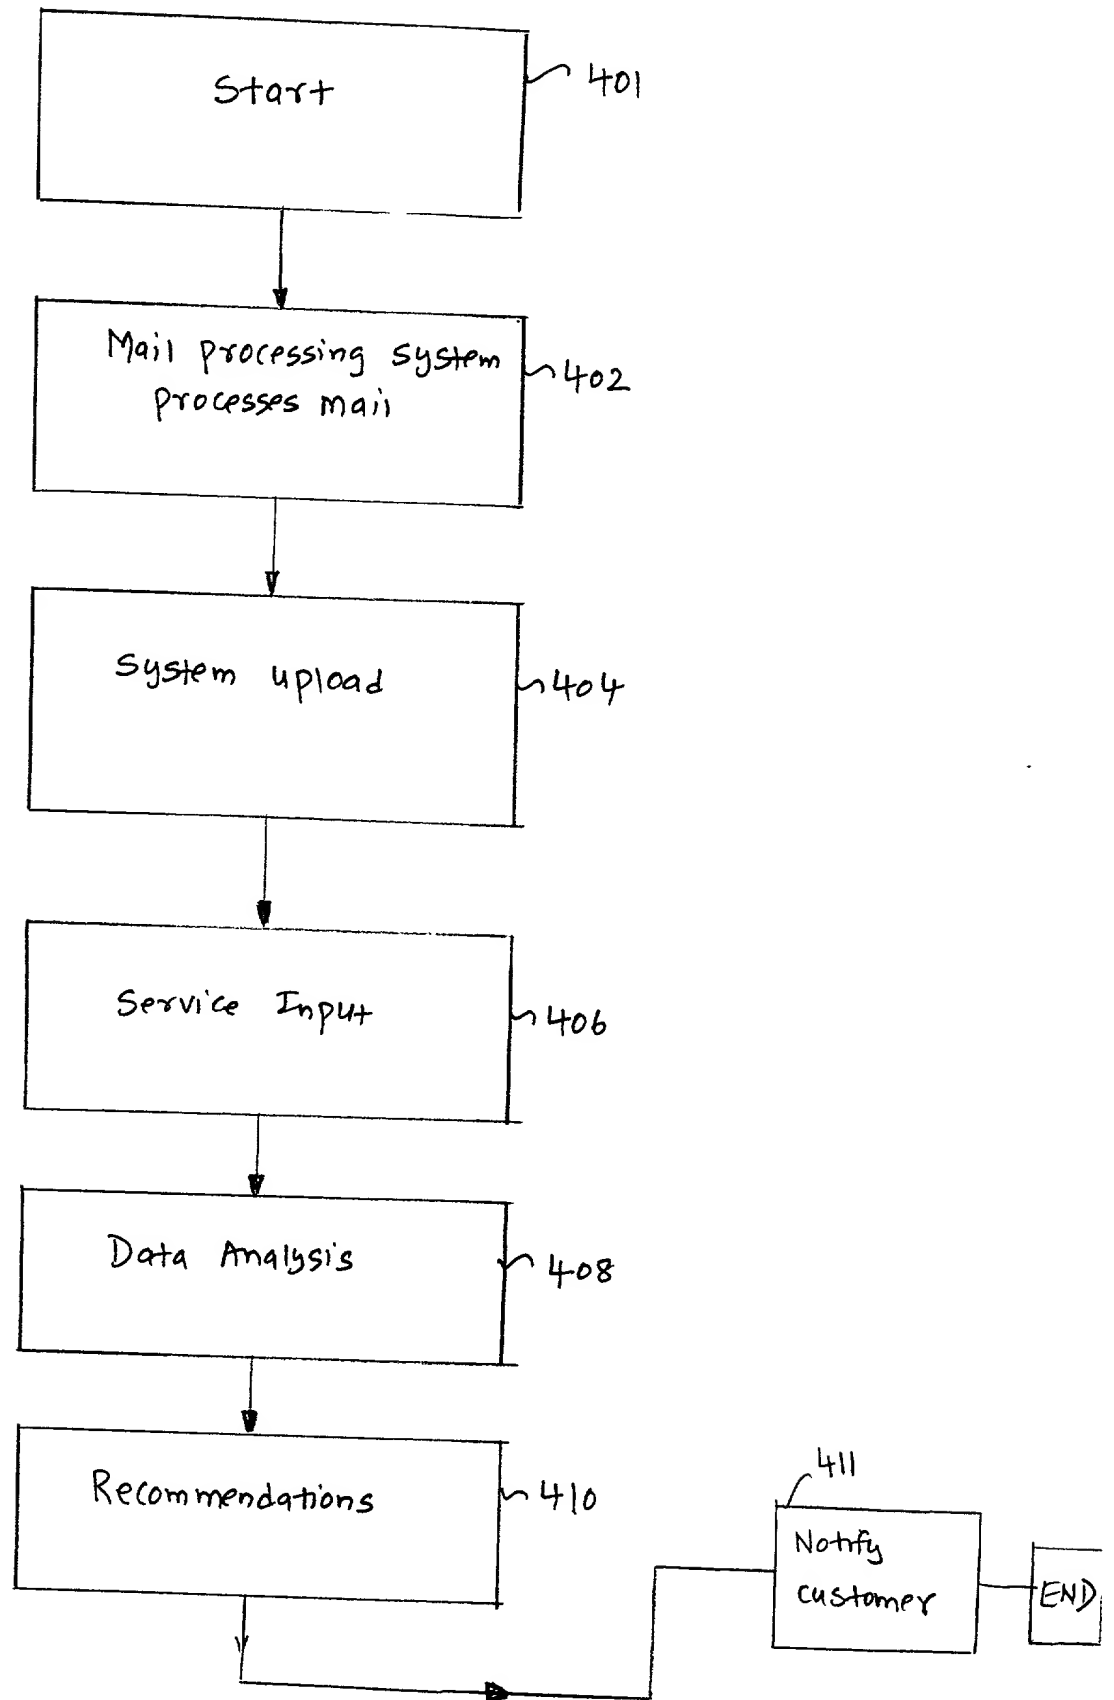 Start
401
Mail processing system
processes mail
402
System upload
404
Service Input
406
Data Analysis
408
Recommendations
410
411
Notify
customer
END